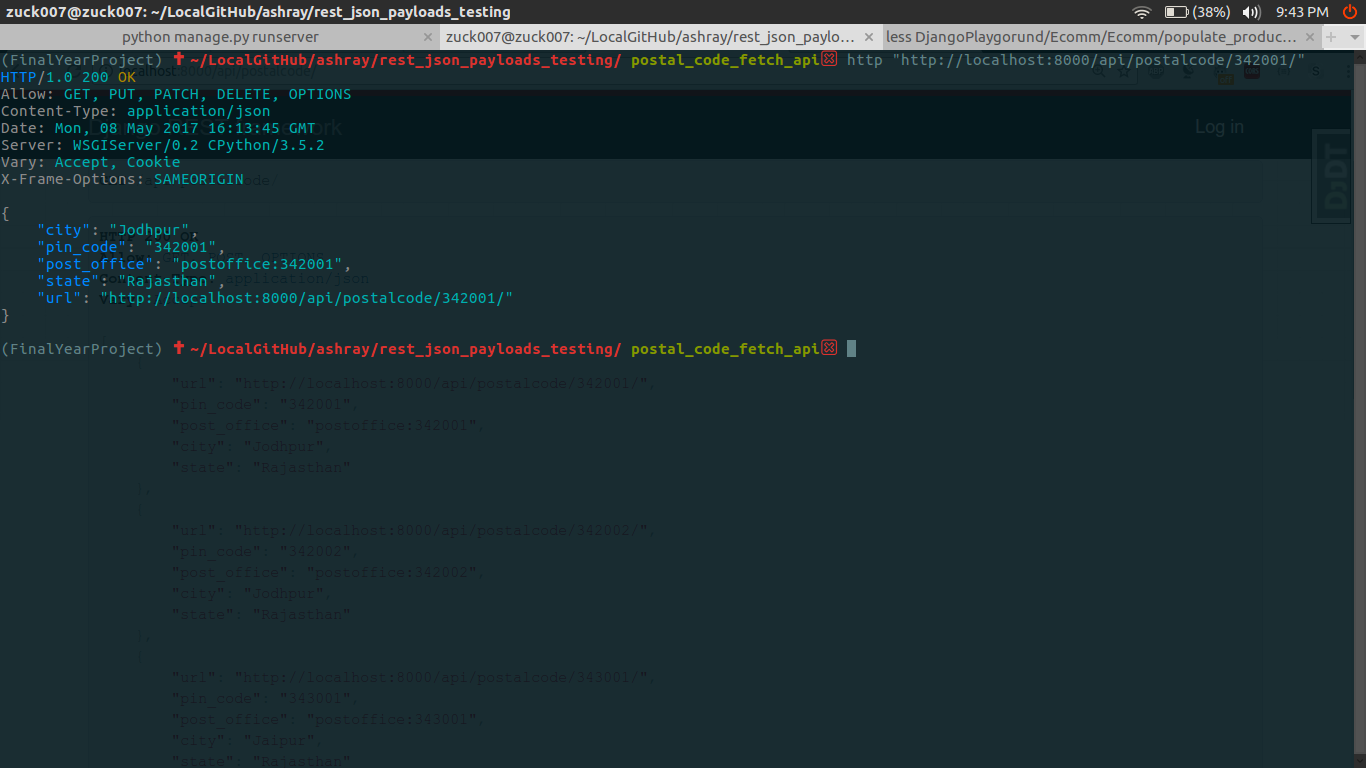 zuck007@zuck007: ~/LocalGitHub/ashray/rest_json_payloads_testing
(38%) 9:43 PM
python manage.py runserver × zuck007@zuck007: ~/LocalGitHub/ashray/rest_json_paylo... × less DjangoPlaygorund/Ecomm/Ecomm/populate_produc... ×
(FinalYearProject) ✝ ~/LocalGitHub/ashray/rest_json_payloads_testing/ postal_code_fetch_api http "http://localhost:8000/api/postalcode/342001/"
HTTP/1.0 200 OK
Allow: GET, PUT, PATCH, DELETE, OPTIONS
Content-Type: application/json
Date: Mon, 08 May 2017 16:13:45 GMT
Server: WSGIServer/0.2 CPython/3.5.2
Vary: Accept, Cookie
X-Frame-Options: SAMEORIGIN
Log in
DjDT
{
"city": "Jodhpur",
"pin_code": "342001",
"post_office": "postoffice:342001",
"state": "Rajasthan",
"url": "http://localhost:8000/api/postalcode/342001/"
}
(FinalYearProject) ✝ ~/LocalGitHub/ashray/rest_json_payloads_testing/ postal_code_fetch_api
"url": "http://localhost:8000/api/postalcode/342001/",
"pin_code": "342001",
"post_office": "postoffice:342001",
"city": "Jodhpur",
"state": "Rajasthan"
},
{
"url": "http://localhost:8000/api/postalcode/342002/",
"pin_code": "342002",
"post_office": "postoffice:342002",
"city": "Jodhpur",
"state": "Rajasthan"
},
{
"url": "http://localhost:8000/api/postalcode/343001/",
"pin_code": "343001",
"post_office": "postoffice:343001",
"city": "Jaipur",
"state": "Rajasthan"